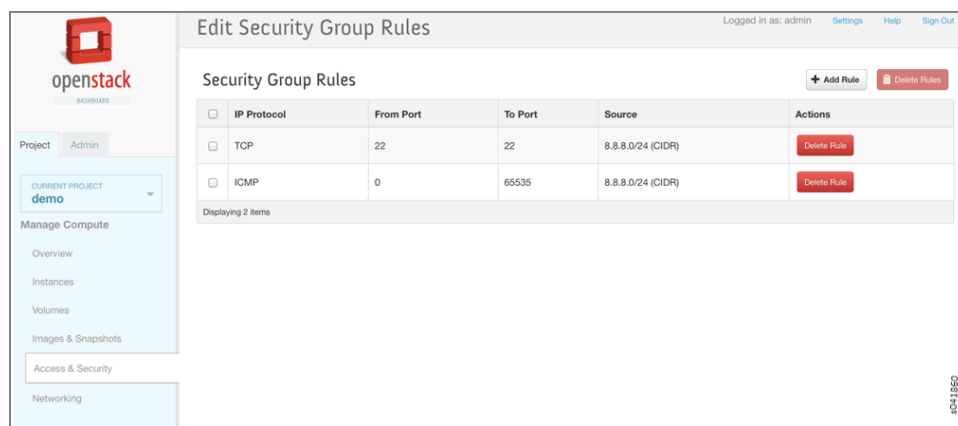 Edit Security Group Rules
Logged in as: admin Settings Help Sign Out
openstack
DASHBOARD
Project Admin
CURRENT PROJECT
demo
Manage Compute
Overview
Instances
Volumes
Images & Snapshots
Access & Security
Networking
Security Group Rules
Add Rule Delete Rules
IP Protocol From Port To Port Source Actions
TCP 22 22 8.8.8.0/24 (CIDR) Delete Rule
ICMP 0 65535 8.8.8.0/24 (CIDR) Delete Rule
Displaying 2 items
s041860